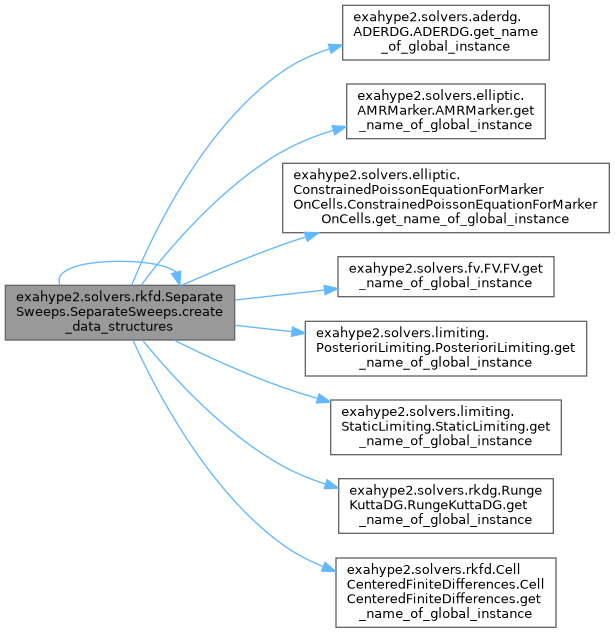 exahype2.solvers.aderdg.
ADERDG.ADERDG.get_name
_of_global_instance
exahype2.solvers.elliptic.
AMRMarker.AMRMarker.get
_name_of_global_instance
exahype2.solvers.elliptic.
ConstrainedPoissonEquationForMarker
OnCells.ConstrainedPoissonEquationForMarker
OnCells.get_name_of_global_instance
exahype2.solvers.fv.FV.FV.get
_name_of_global_instance
exahype2.solvers.rkfd.Separate
Sweeps.SeparateSweeps.create
_data_structures
exahype2.solvers.limiting.
PosterioriLimiting.PosterioriLimiting.get
_name_of_global_instance
exahype2.solvers.limiting.
StaticLimiting.StaticLimiting.get
_name_of_global_instance
exahype2.solvers.rkdg.Runge
KuttaDG.RungeKuttaDG.get
_name_of_global_instance
exahype2.solvers.rkfd.Cell
CenteredFiniteDifferences.Cell
CenteredFiniteDifferences.get
_name_of_global_instance